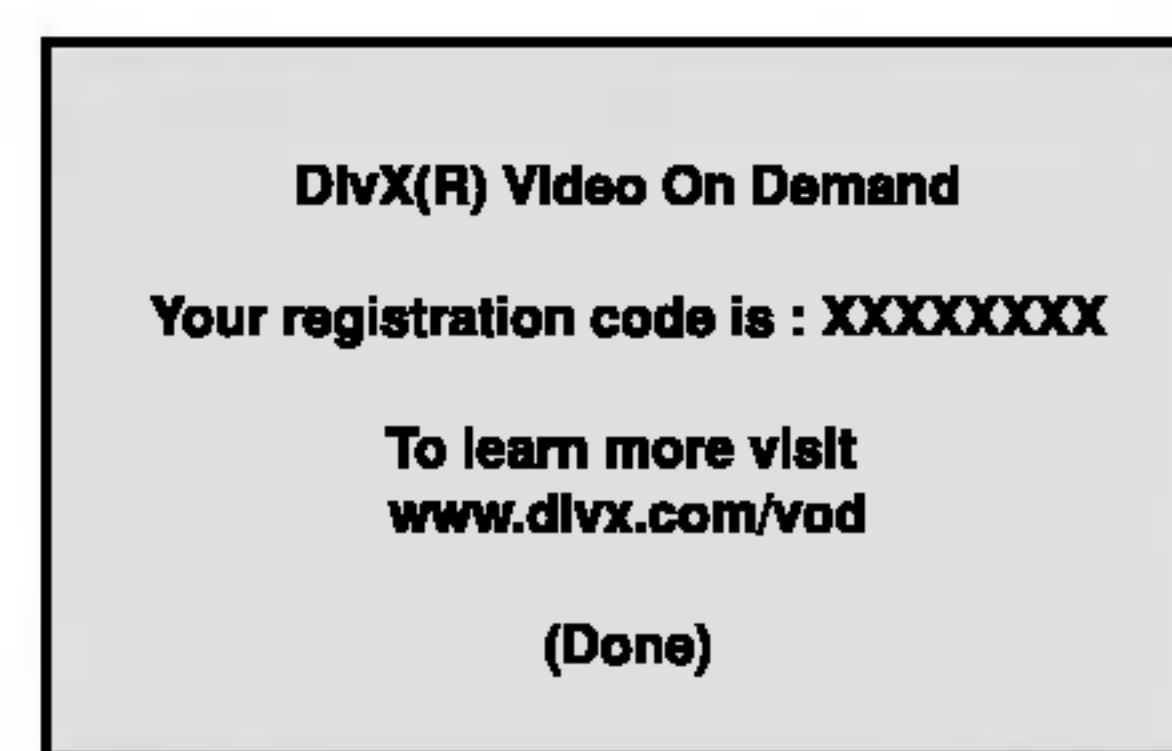 DivX(R) Video On Demand
Your registration code is : XXXXXXXX
To learn more visit
www.divx.com/vod
(Done)